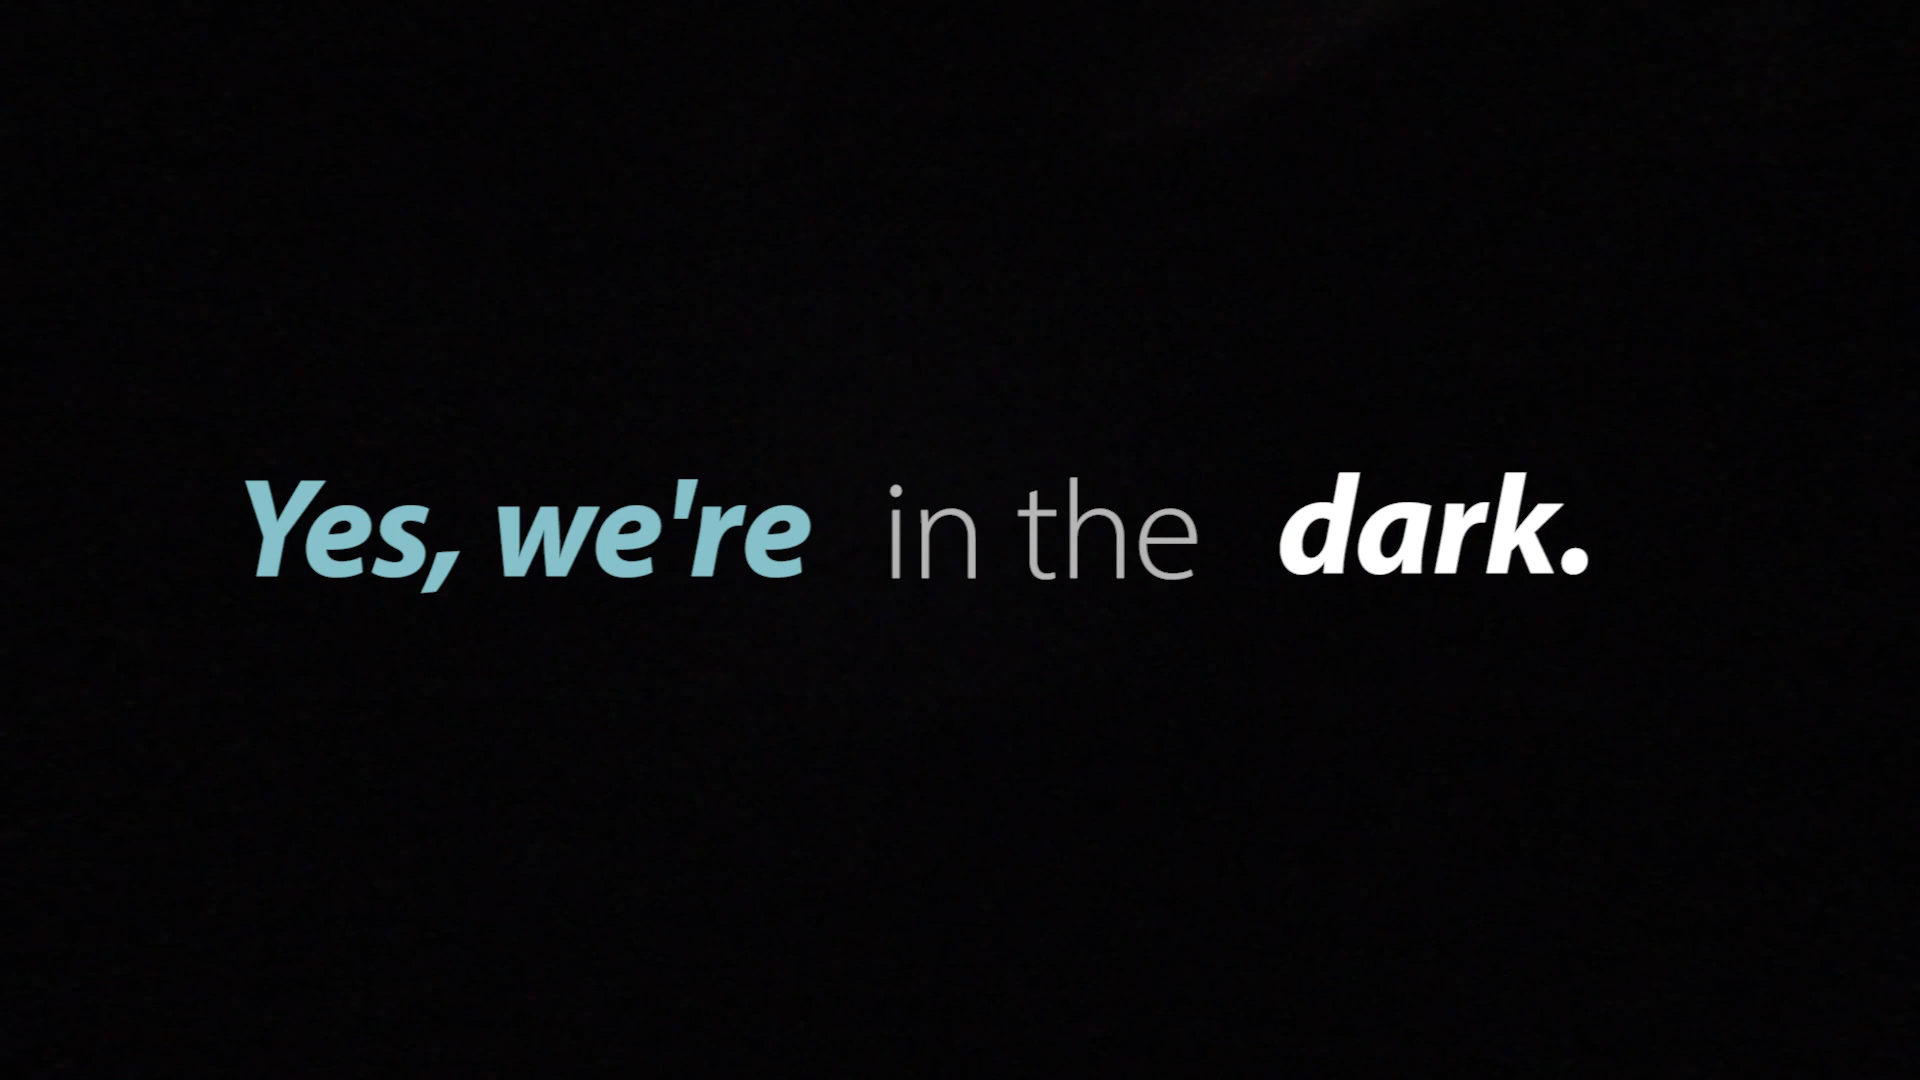 Yes, we're in the dark.